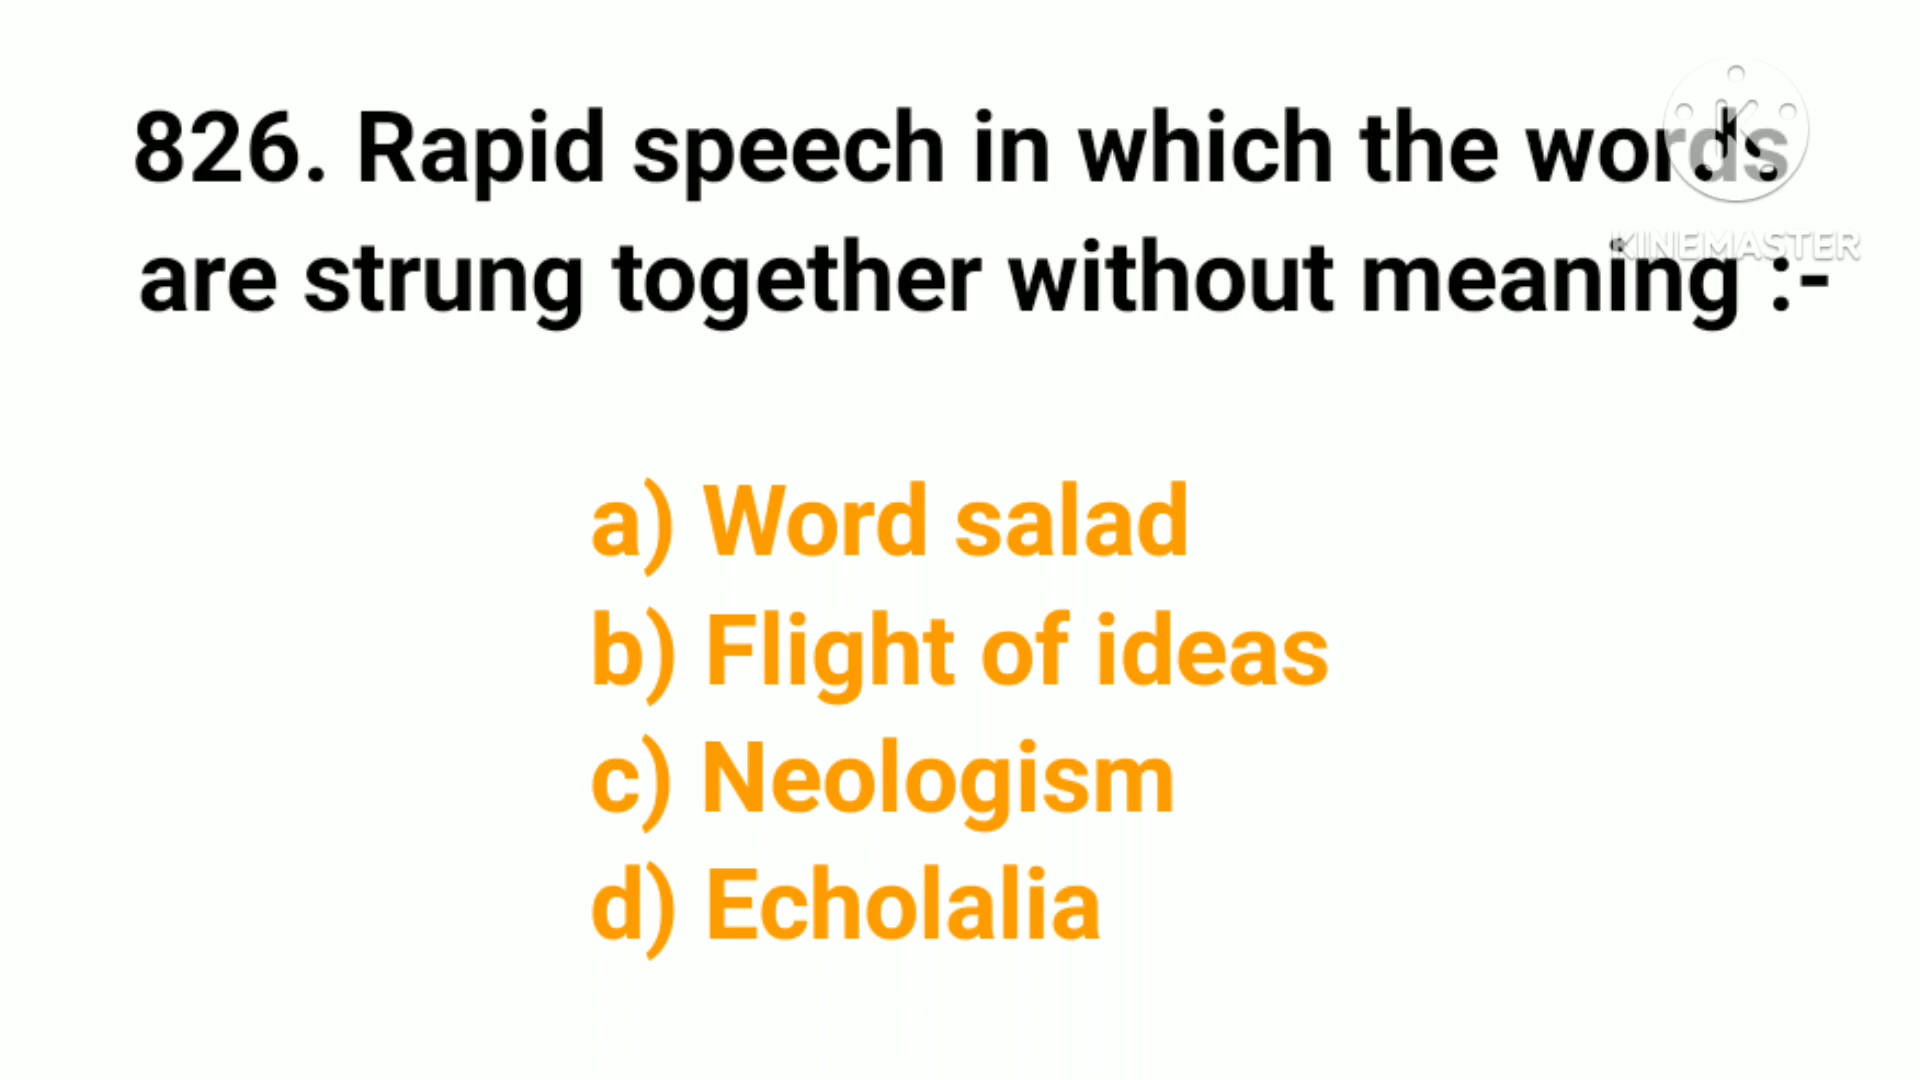 826. Rapid speech in which the words
are strung together without meaning :-
KINEMASTER
a) Word salad
b) Flight of ideas
c) Neologism
d) Echolalia